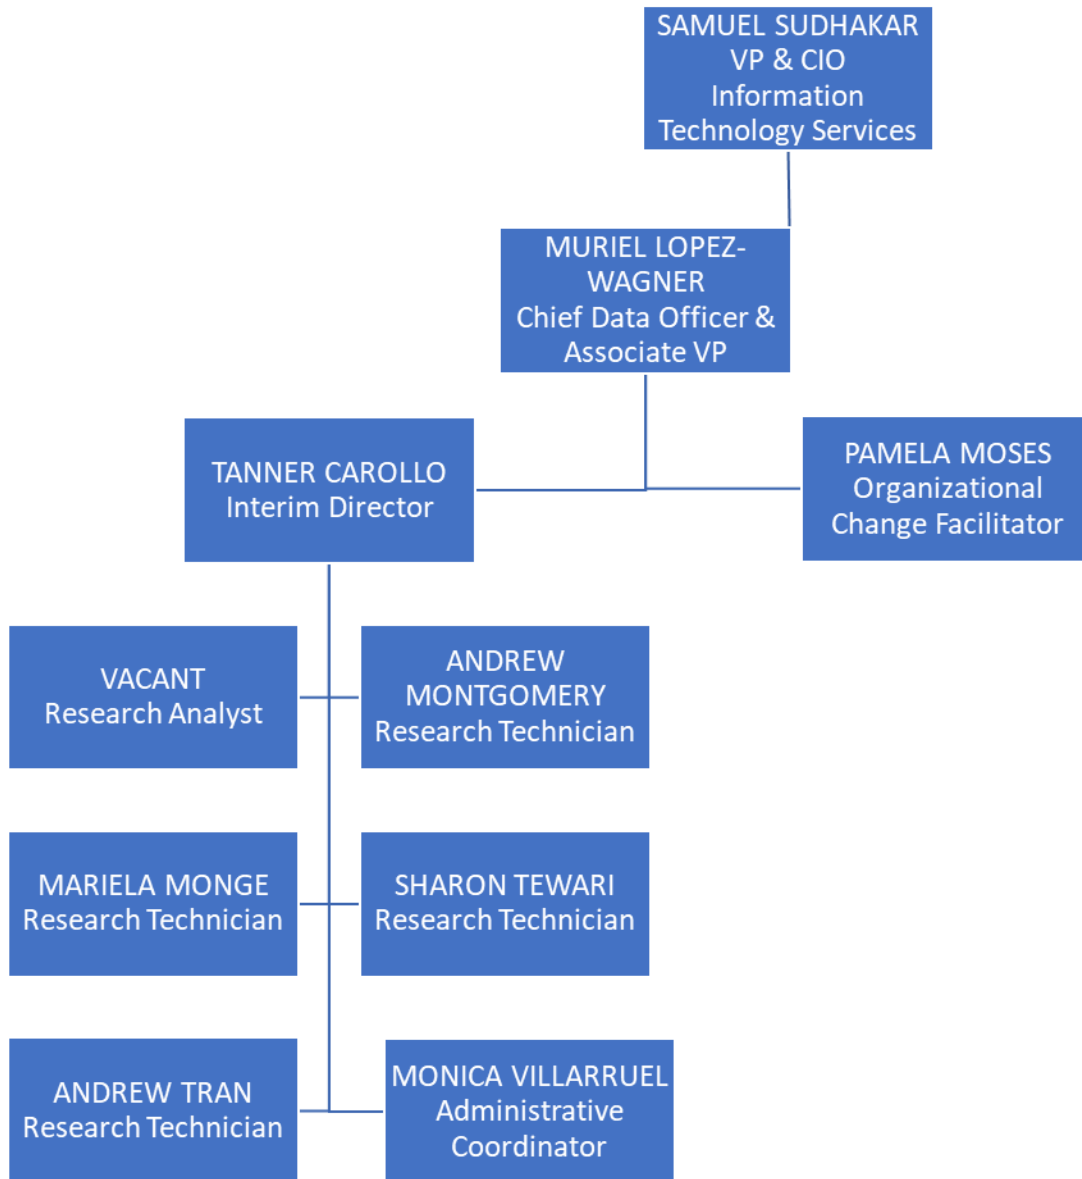 SAMUEL SUDHAKAR
VP & CIO
Information
Technology Services
MURIEL LOPEZ-
WAGNER
Chief Data Officer &
Associate VP
TANNER CAROLLO
Interim Director
PAMELA MOSES
Organizational
Change Facilitator
VACANT
Research Analyst
ANDREW
MONTGOMERY
Research Technician
MARIELA MONGE
Research Technician
SHARON TEWARI
Research Technician
ANDREW TRAN
Research Technician
MONICA VILLARRUEL
Administrative
Coordinator